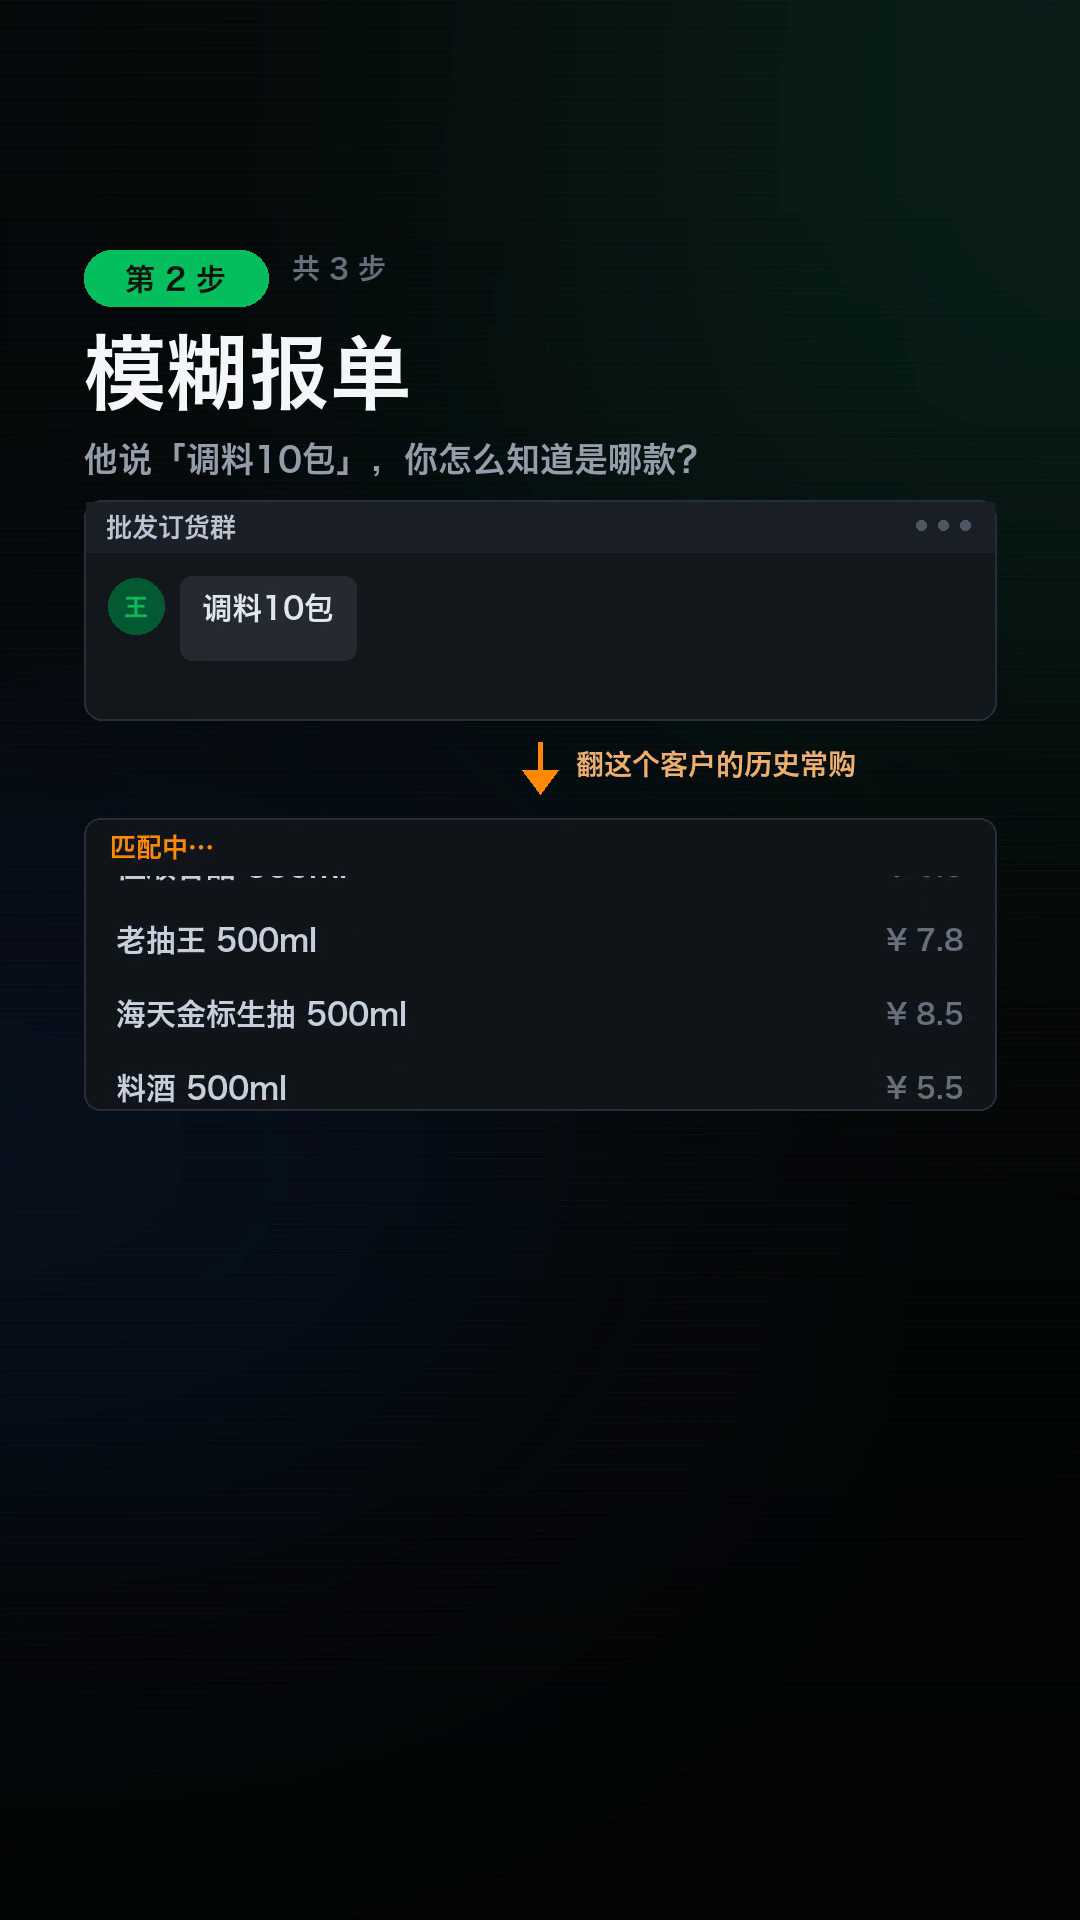 第 2 步
共 3 步
模糊报单
他说「调料10包」，你怎么知道是哪款?
批发订货群
王
调料10包
翻这个客户的历史常购
匹配中…
老抽王 500ml
¥ 7.8
海天金标生抽 500ml
¥ 8.5
料酒 500ml
¥ 5.5